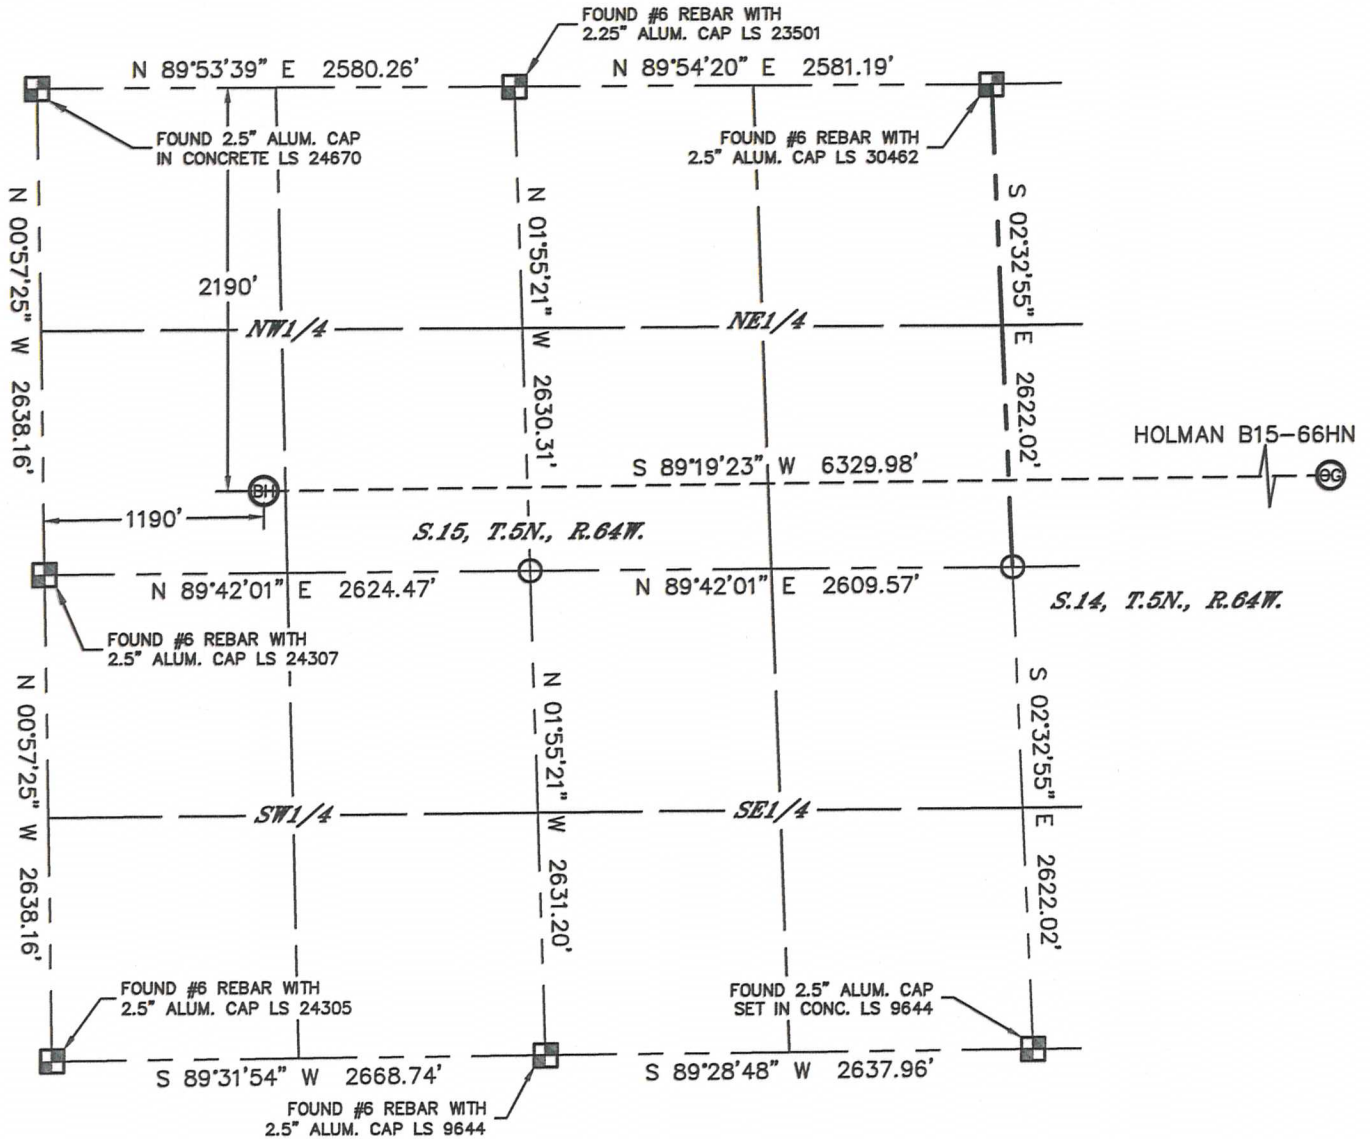 FOUND #6 REBAR WITH
2.25" ALUM. CAP LS 23501
N 89°53'39" E 2580.26'
N 89°54'20" E 2581.19'
FOUND 2.5" ALUM. CAP
IN CONCRETE LS 24670
FOUND #6 REBAR WITH
2.5" ALUM. CAP LS 30462
N 00°57'25" W 2638.16'
N 01°55'21" W 2630.31'
S 02°32'55" E 2622.02'
2190'
NW1/4
NE1/4
HOLMAN B15-66HN
S 89°19'23" W 6329.98'
BH
OG
1190'
S.15, T.5N., R.64W.
N 89°42'01" E 2624.47'
N 89°42'01" E 2609.57'
S.14, T.5N., R.64W.
FOUND #6 REBAR WITH
2.5" ALUM. CAP LS 24307
N 00°57'25" W 2638.16'
N 01°55'21" W 2631.20'
S 02°32'55" E 2622.02'
SW1/4
SE1/4
FOUND #6 REBAR WITH
2.5" ALUM. CAP LS 24305
FOUND 2.5" ALUM. CAP
SET IN CONC. LS 9644
S 89°31'54" W 2668.74'
S 89°28'48" W 2637.96'
FOUND #6 REBAR WITH
2.5" ALUM. CAP LS 9644